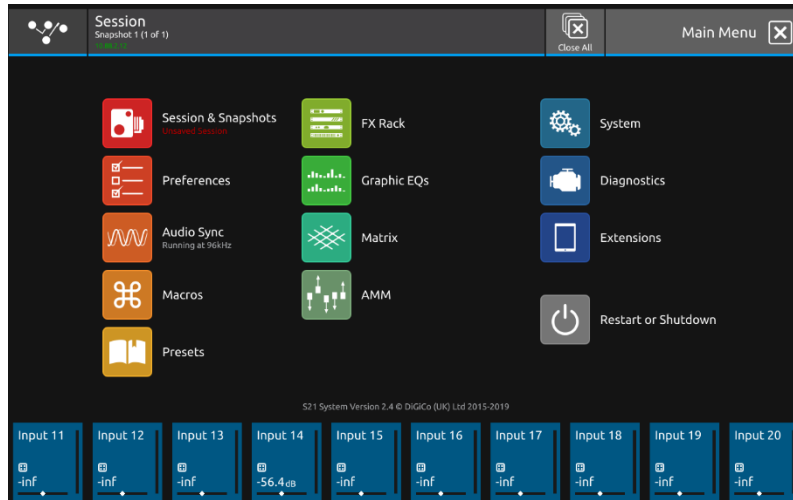 Session
Snapshot 1 (1 of 1)
Close All
Main Menu
Session & Snapshots
Unsaved Session
Preferences
Audio Sync
Running at 96kHz
Macros
Presets
FX Rack
Graphic EQs
Matrix
AMM
System
Diagnostics
Extensions
Restart or Shutdown
S21 System Version 2.4 © DiGiCo (UK) Ltd 2015-2019
Input 11 Input 12 Input 13 Input 14 Input 15 Input 16 Input 17 Input 18 Input 19 Input 20
-inf -inf -inf -56.4dB -inf -inf -inf -inf -inf -inf